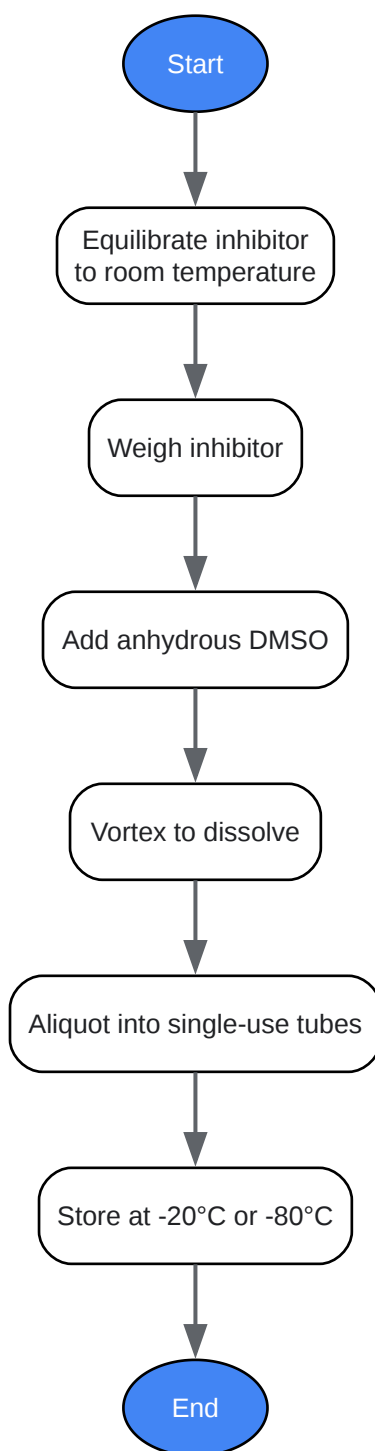 Start
Equilibrate inhibitor
to room temperature
Weigh inhibitor
Add anhydrous DMSO
Vortex to dissolve
Aliquot into single-use tubes
Store at -20°C or -80°C
End